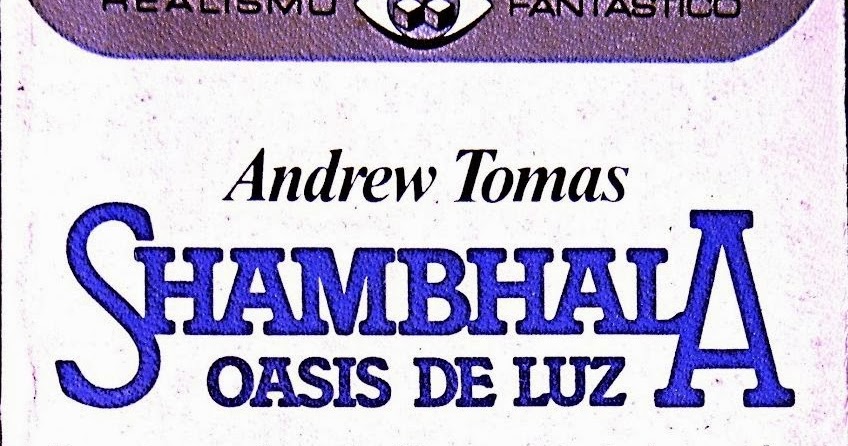 REALISMO FANTASTICO
Andrew Tomas
SHAMBHALA
OASIS DE LUZ